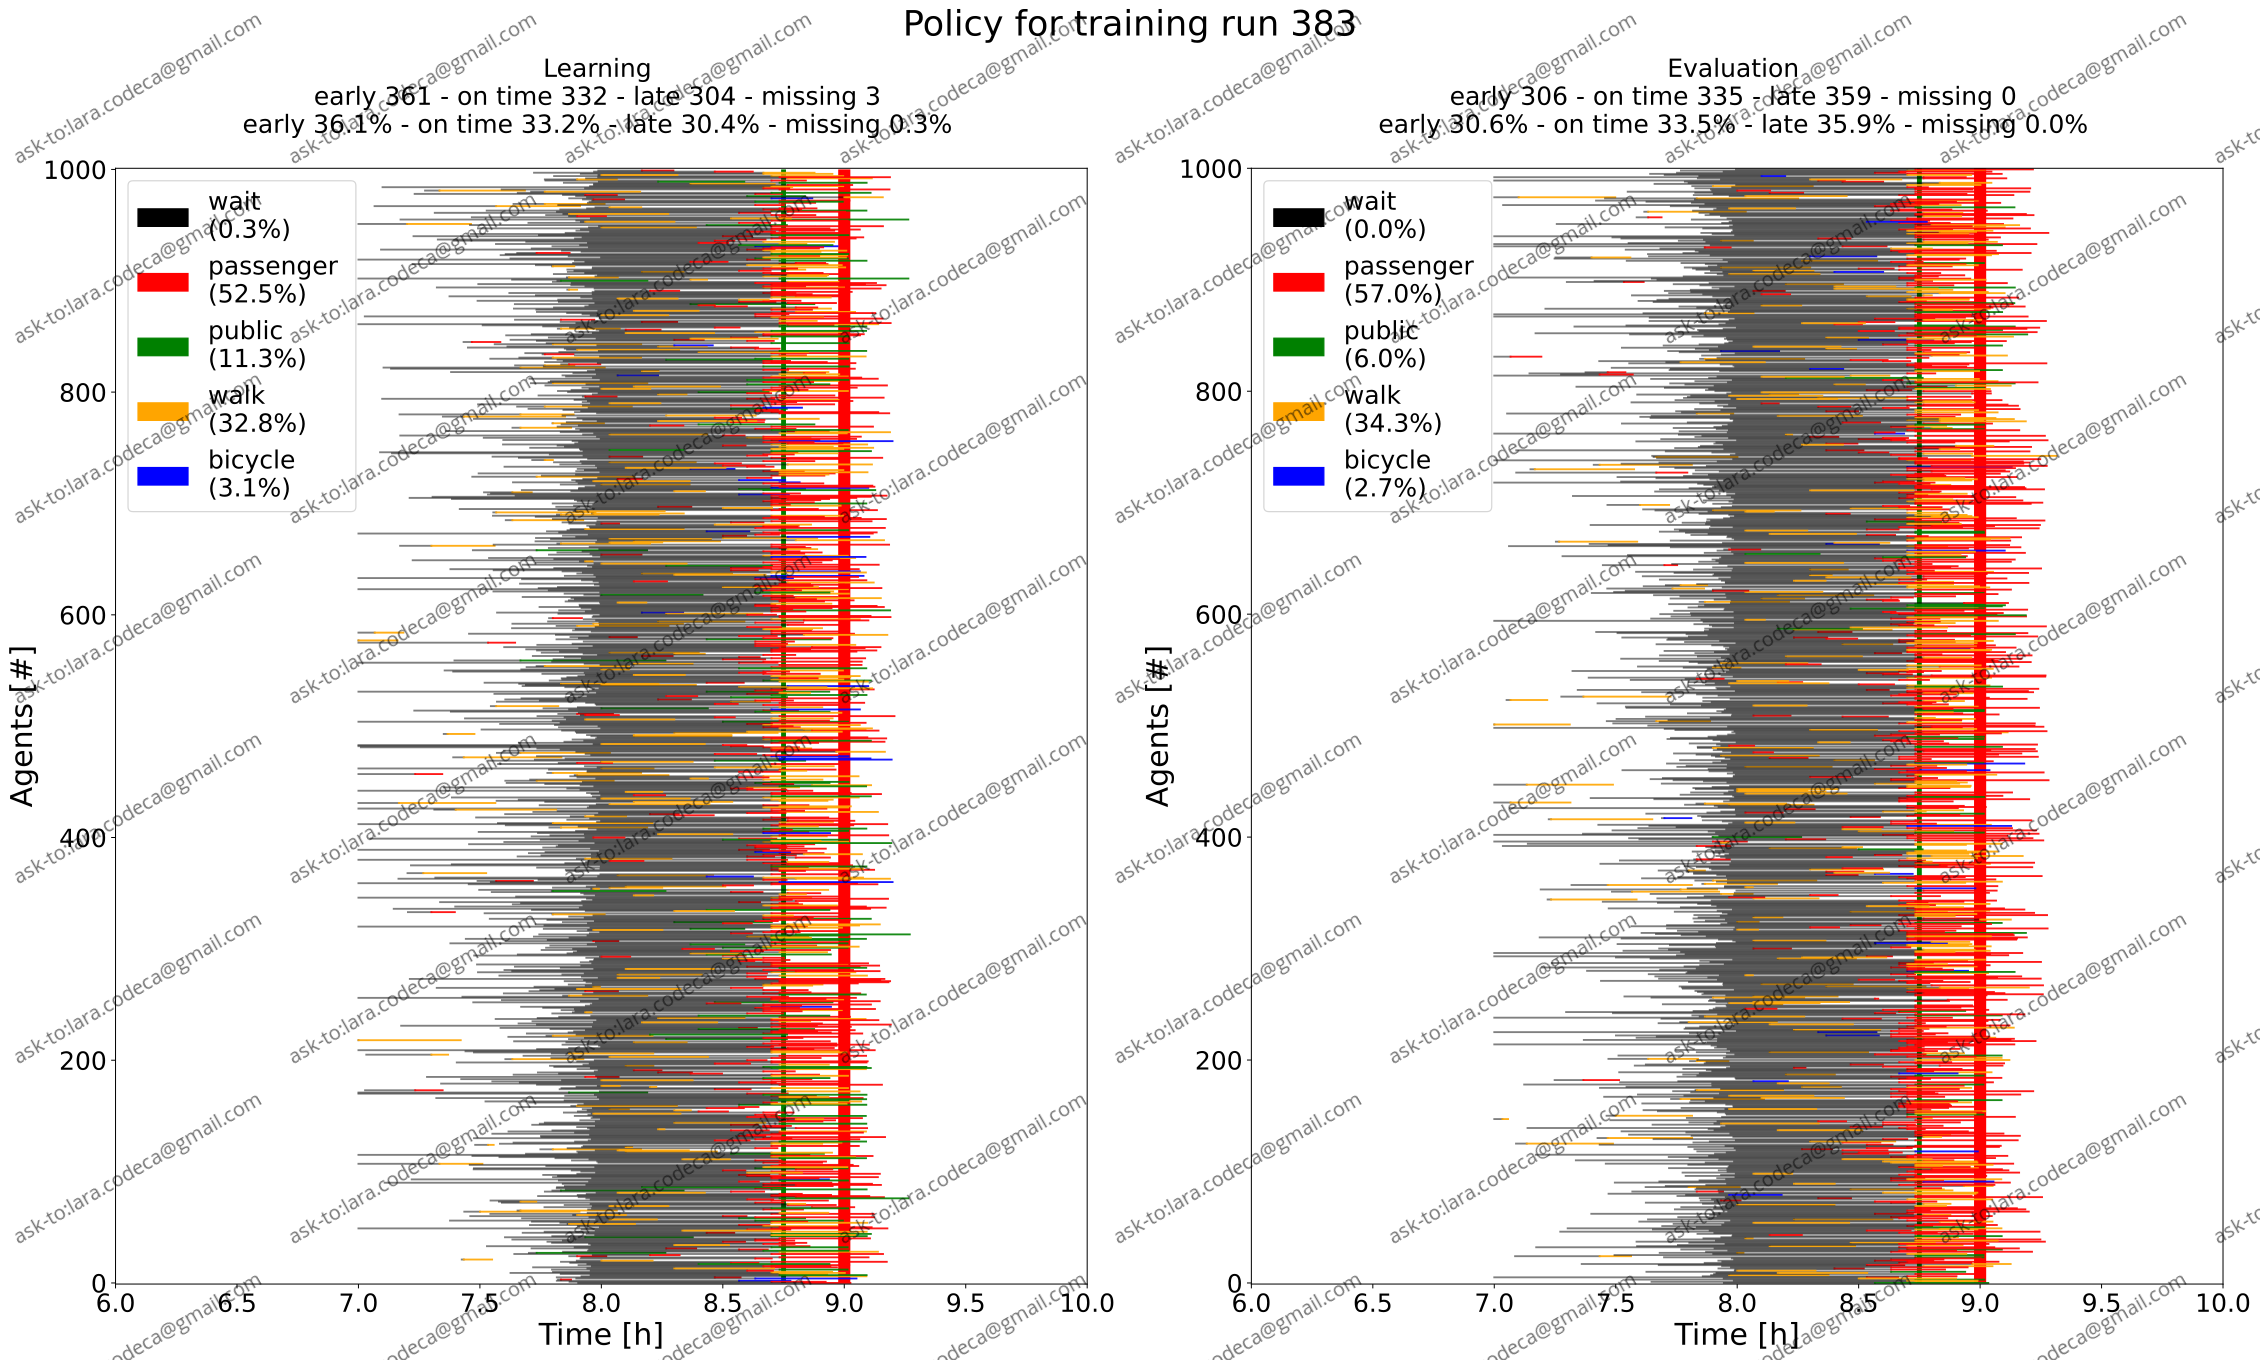 Policy for training run 383
Learning
early 361 - on time 332 - late 304 - missing 3
early 36.1% - on time 33.2% - late 30.4% - missing 0.3%
Evaluation
early 306 - on time 335 - late 359 - missing 0
early 30.6% - on time 33.5% - late 35.9% - missing 0.0%
wait
(0.3%)
passenger
(52.5%)
public
(11.3%)
walk
(32.8%)
bicycle
(3.1%)
1000
800
600
400
200
0
Agents [#]
6.0 6.5 7.0 7.5 8.0 8.5 9.0 9.5 10.0
Time [h]
wait
(0.0%)
passenger
(57.0%)
public
(6.0%)
walk
(34.3%)
bicycle
(2.7%)
1000
800
600
400
200
0
Agents [#]
6.0 6.5 7.0 7.5 8.0 8.5 9.0 9.5 10.0
Time [h]
ask-to:lara.codeca@gmail.com